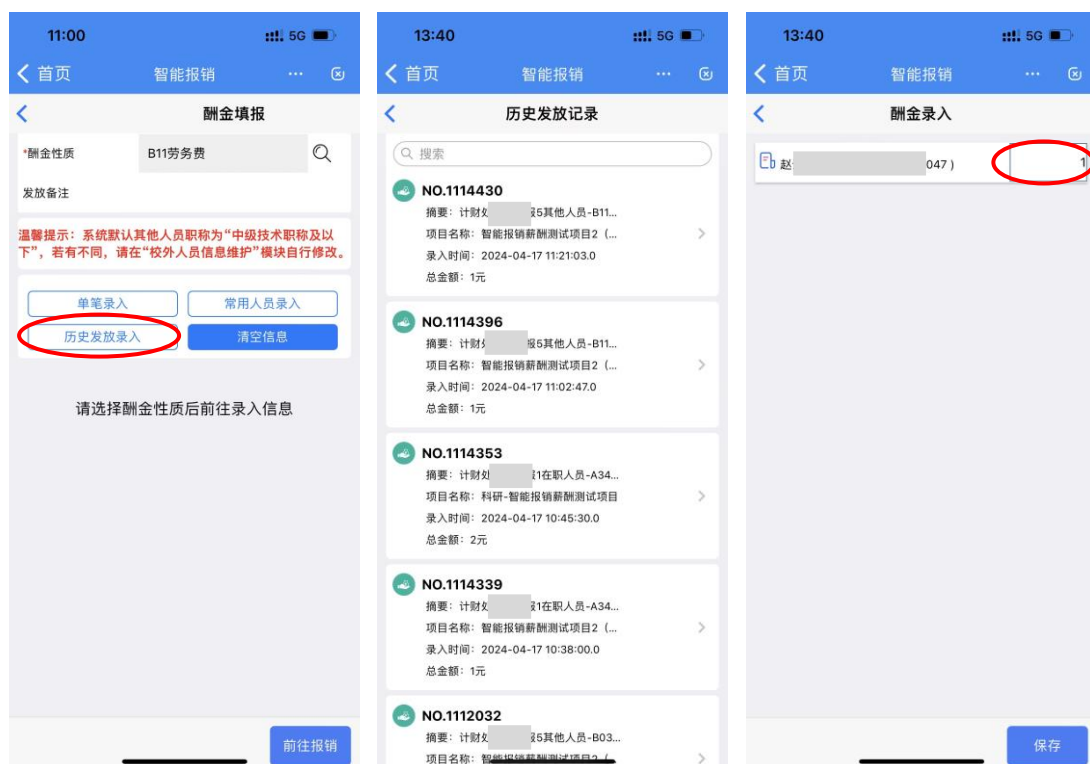 11:00
5G
首页
智能报销
酬金填报
*酬金性质
B11劳务费
发放备注
温馨提示：系统默认其他人员职称为“中级技术职称及以
下”，若有不同，请在“校外人员信息维护”模块自行修改。
单笔录入
常用人员录入
历史发放录入
清空信息
请选择酬金性质后前往录入信息
前往报销
13:40
5G
首页
智能报销
历史发放记录
搜索
NO.1114430
摘要：计财处 报5其他人员-B11...
项目名称：智能报销薪酬测试项目2（...
录入时间：2024-04-17 11:21:03.0
总金额：1元
NO.1114396
摘要：计财处 报5其他人员-B11...
项目名称：智能报销薪酬测试项目2（...
录入时间：2024-04-17 11:02:47.0
总金额：1元
NO.1114353
摘要：计财处 1在职人员-A34...
项目名称：科研-智能报销薪酬测试项目
录入时间：2024-04-17 10:45:30.0
总金额：2元
NO.1114339
摘要：计财处 1在职人员-A34...
项目名称：智能报销薪酬测试项目2（...
录入时间：2024-04-17 10:38:00.0
总金额：1元
NO.1112032
摘要：计财处 5其他人员-B03...
项目名称：智能报销薪酬测试项目2（
13:40
5G
首页
智能报销
酬金录入
赵 047 )
1
保存